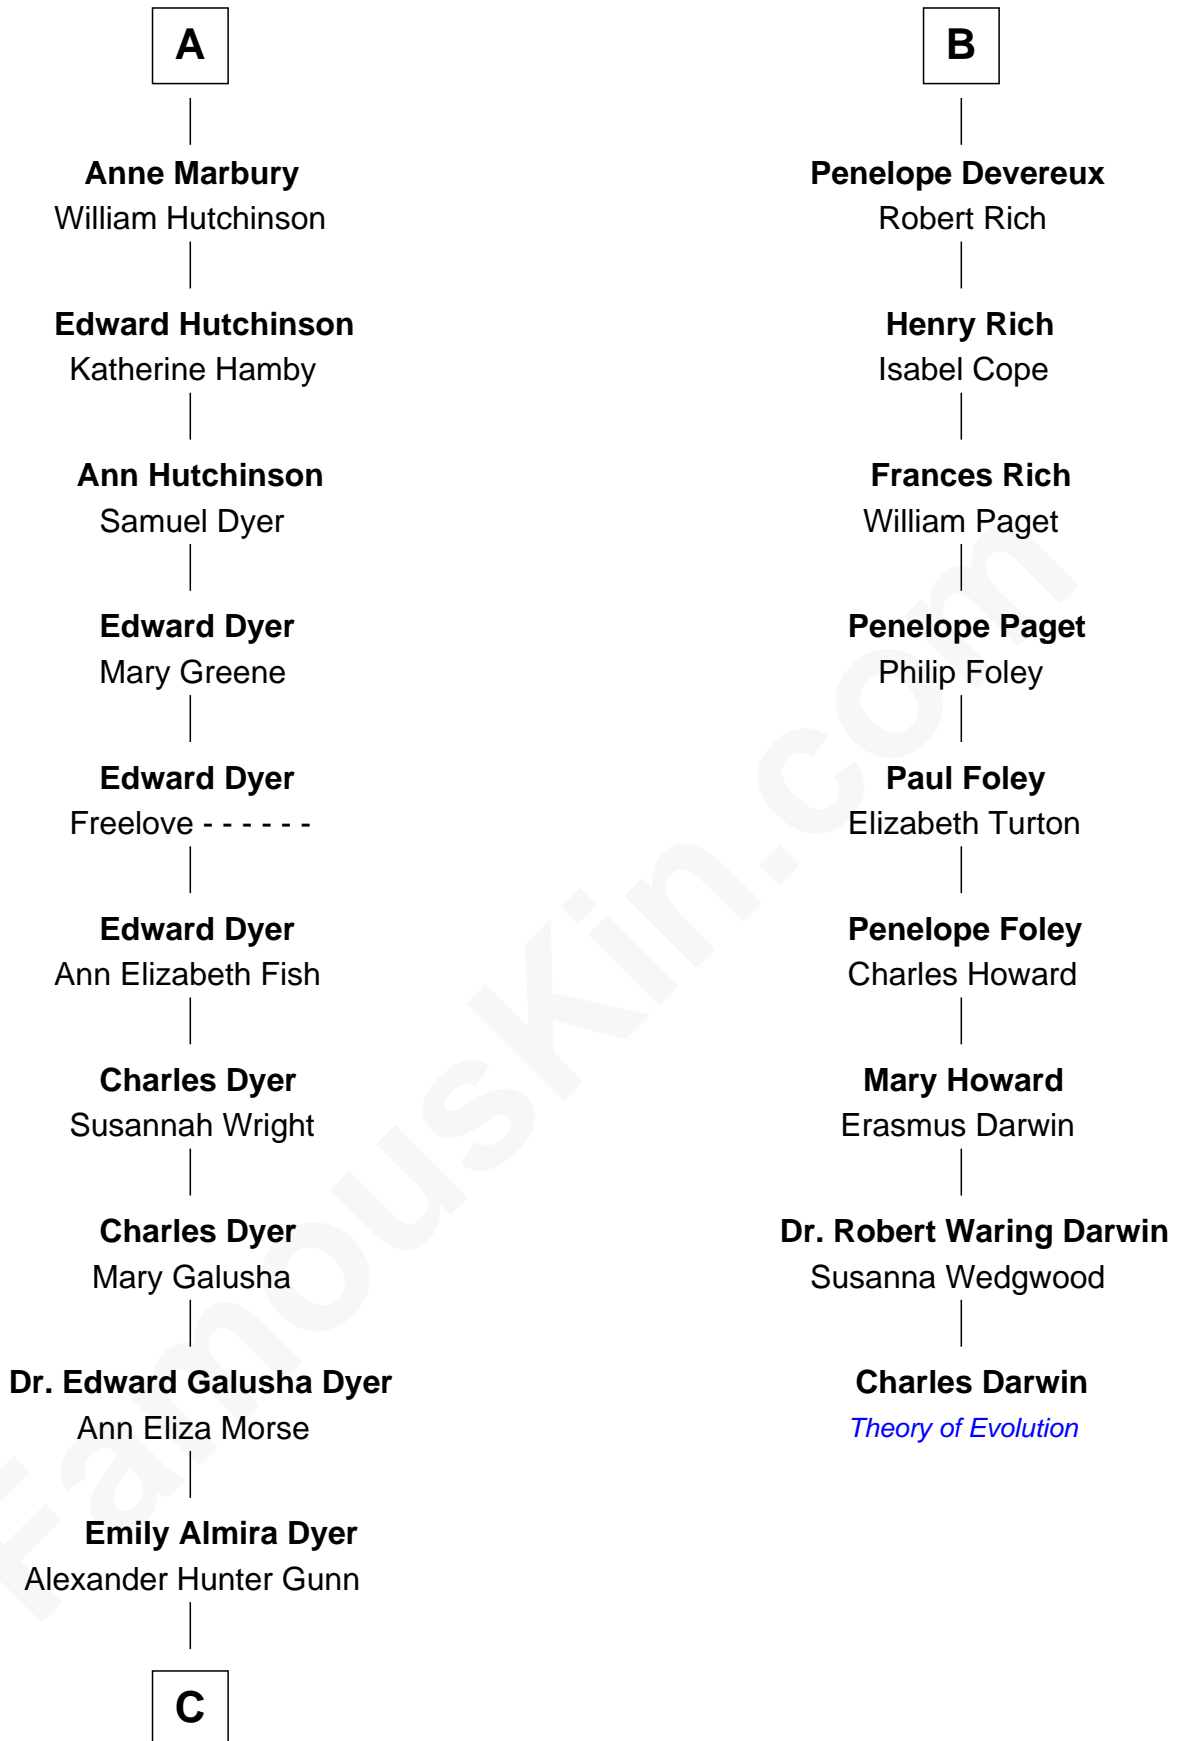 A
Anne Marbury
William Hutchinson
Edward Hutchinson
Katherine Hamby
Ann Hutchinson
Samuel Dyer
Edward Dyer
Mary Greene
Edward Dyer
Freelove - - - - - -
Edward Dyer
Ann Elizabeth Fish
Charles Dyer
Susannah Wright
Charles Dyer
Mary Galusha
Dr. Edward Galusha Dyer
Ann Eliza Morse
Emily Almira Dyer
Alexander Hunter Gunn
C
B
Penelope Devereux
Robert Rich
Henry Rich
Isabel Cope
Frances Rich
William Paget
Penelope Paget
Philip Foley
Paul Foley
Elizabeth Turton
Penelope Foley
Charles Howard
Mary Howard
Erasmus Darwin
Dr. Robert Waring Darwin
Susanna Wedgwood
Charles Darwin
Theory of Evolution
FamousKin.com